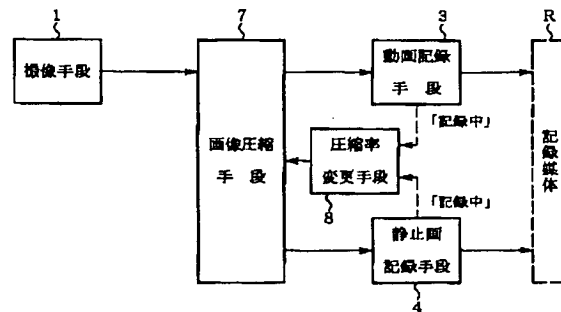 1
撮像手段
7
画像圧縮
手 段
3
動画記録
手 段
「記録中」
圧縮率
変更手段
8
「記録中」
静止画
記録手段
4
R
記録媒体